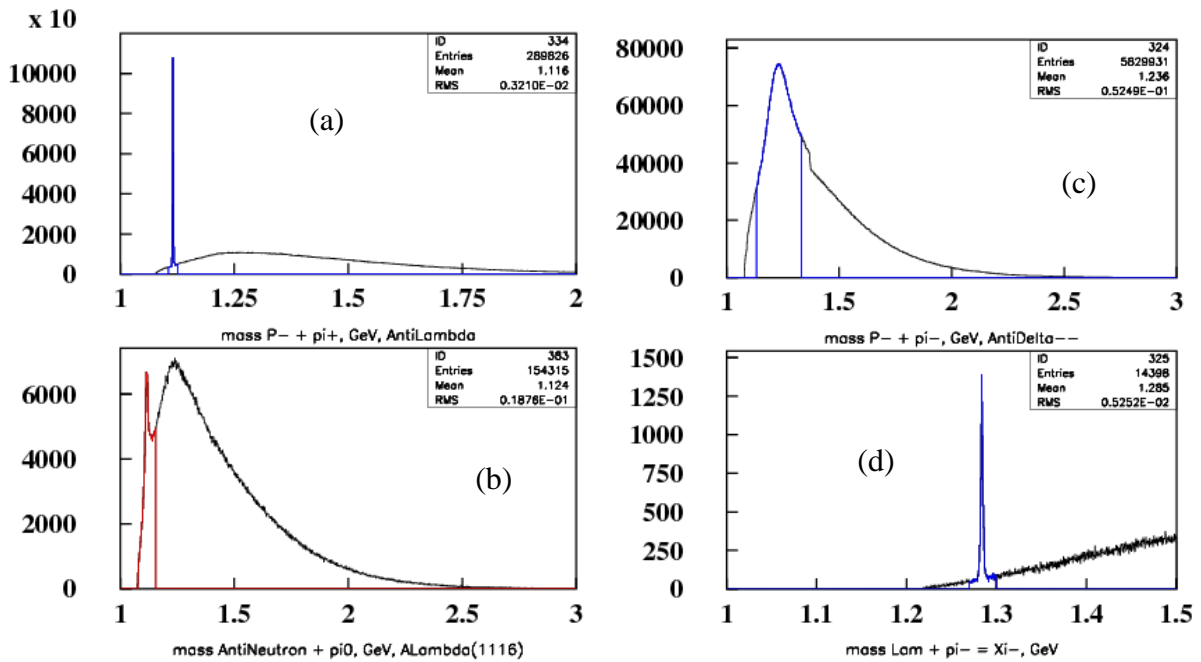 x 10
ID 334
Entries 289826
Mean 1.116
RMS 0.3210E-02
10000
8000
6000
4000
2000
0
(a)
1 1.25 1.5 1.75 2
mass P- + pi+, GeV, AntiLambda
ID 324
Entries 5829931
Mean 1.236
RMS 0.5249E-01
80000
60000
40000
20000
0
(c)
1 1.5 2 2.5 3
mass P- + pi-, GeV, AntiDelta--
ID 383
Entries 154315
Mean 1.124
RMS 0.1876E-01
6000
4000
2000
0
(b)
1 1.5 2 2.5 3
mass AntiNeutron + pi0, GeV, ALambda(1116)
ID 325
Entries 14398
Mean 1.285
RMS 0.5252E-02
1500
1250
1000
750
500
250
0
(d)
1 1.1 1.2 1.3 1.4 1.5
mass Lam + pi- = Xi-, GeV